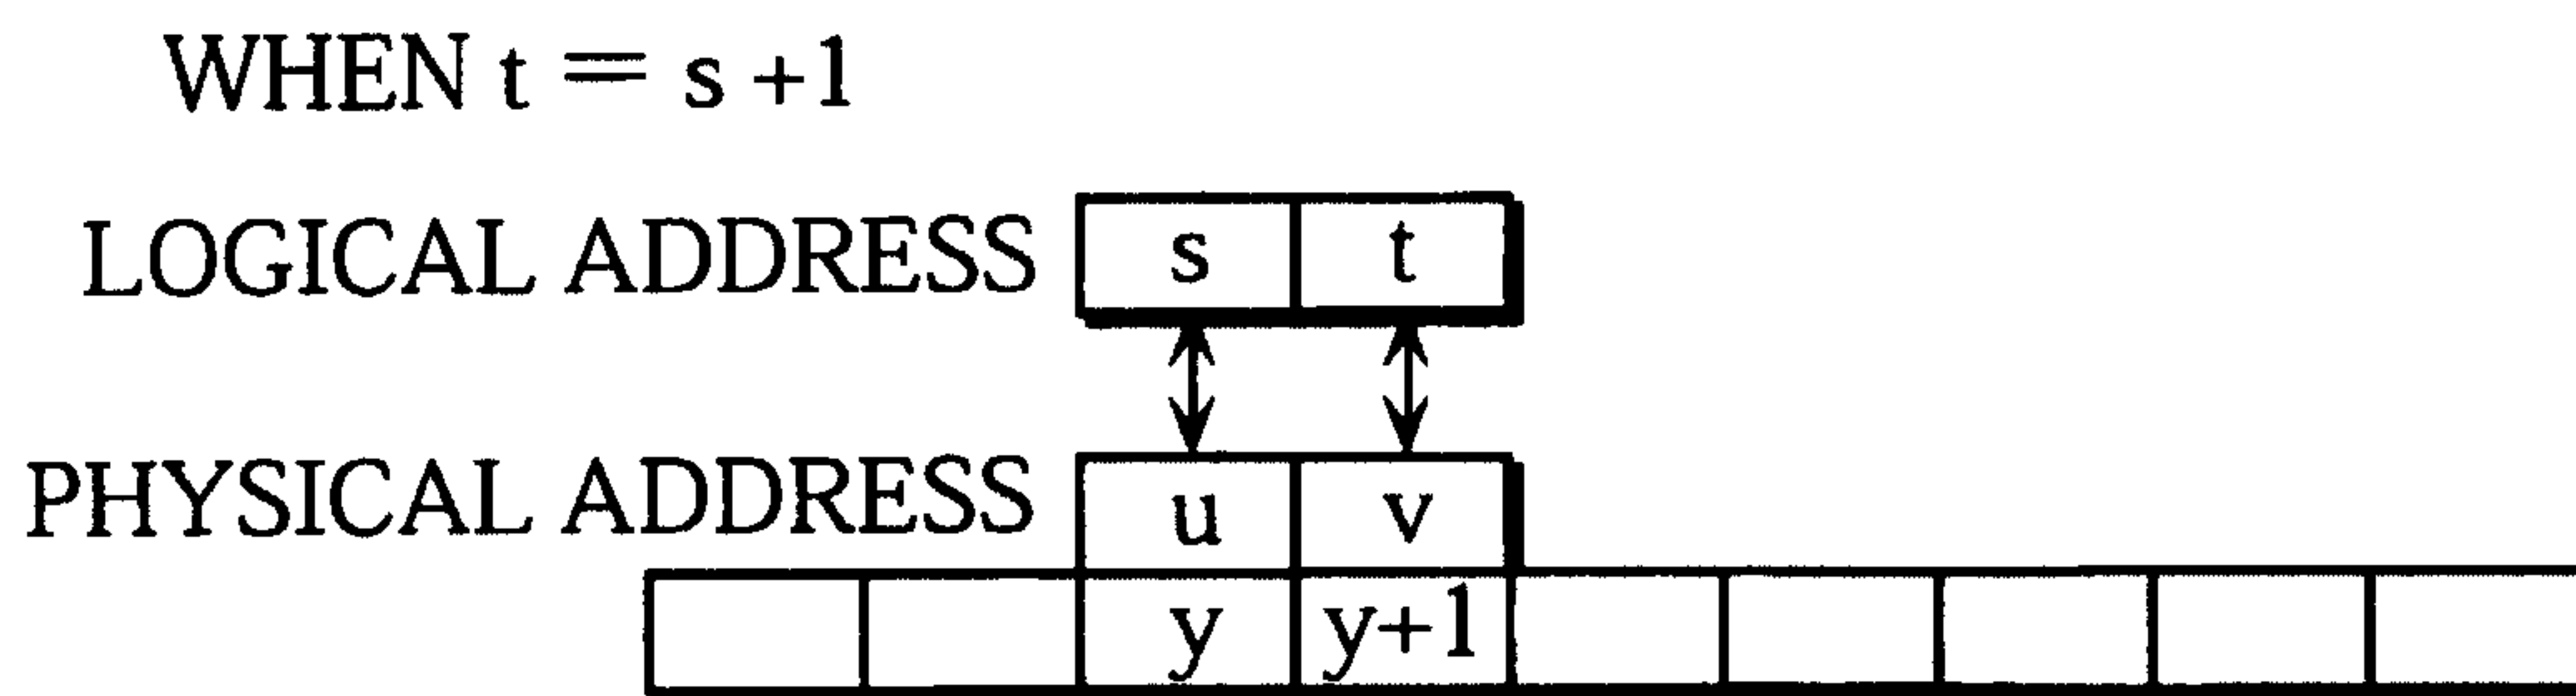 WHEN t = s +1
LOGICAL ADDRESS s t
PHYSICAL ADDRESS u v
y y+1